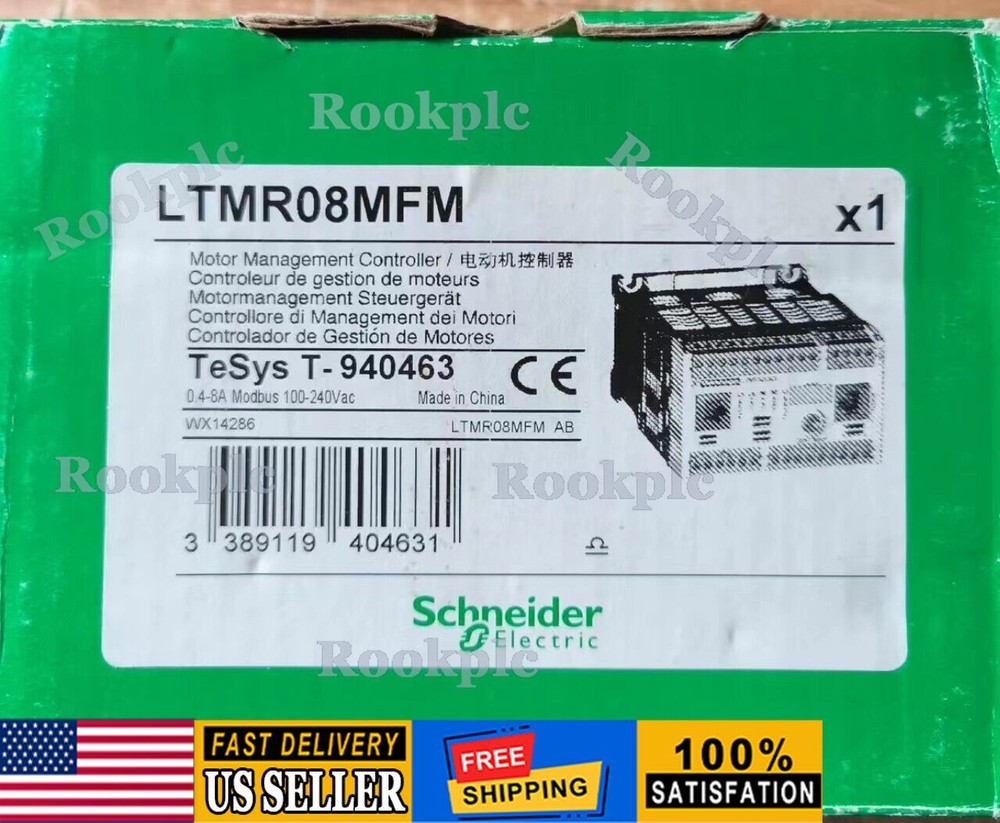 Rookplc
Rookplc
Rookplc
LTMR08MFM
x1
Motor Management Controller / 电动机控制器
Controleur de gestion de moteurs
Motormanagement Steuergerät
Controllore di Management dei Motori
Controlador de Gestión de Motores
TeSys T- 940463 CE
0.4-8A Modbus 100-240Vac Made in China
WX14286 LTMR08MFM AB
Rookplc
Rookplc
3 389119 404631
Schneider
Electric
Rookplc
FAST DELIVERY
US SELLER
FREE
SHIPPING
100%
SATISFATION